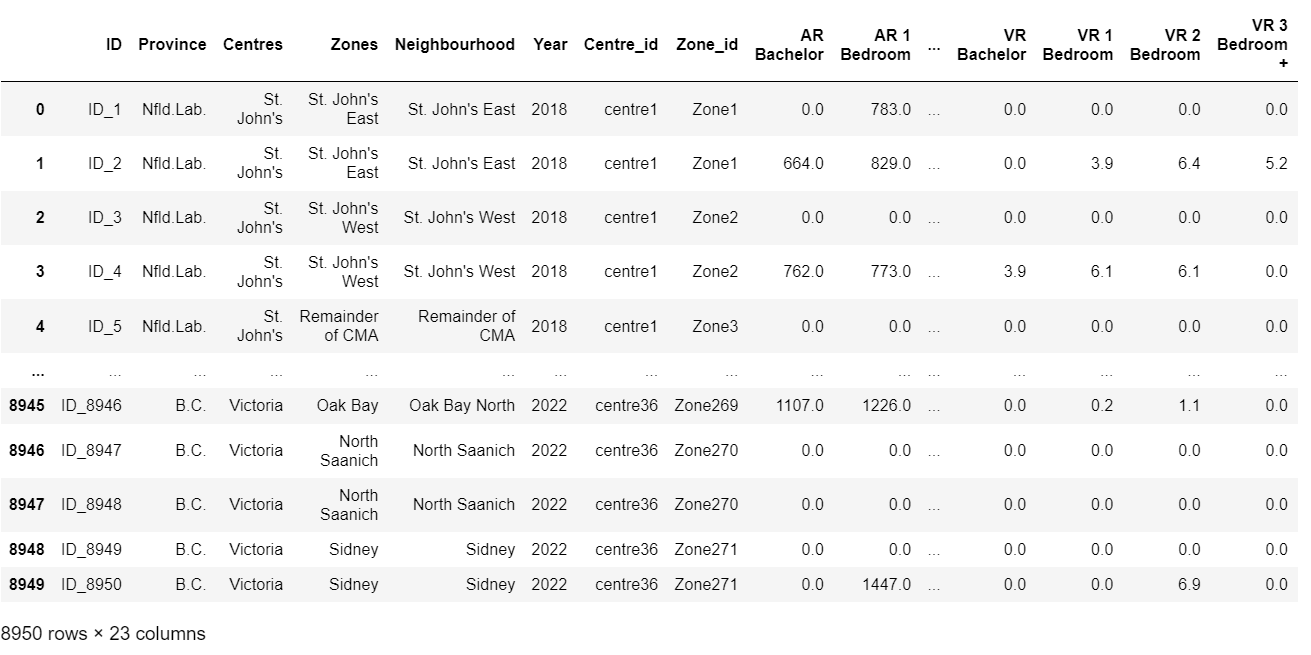 ID Province Centres Zones Neighbourhood Year Centre_id Zone_id AR Bachelor AR 1 Bedroom ... VR Bachelor VR 1 Bedroom VR 2 Bedroom VR 3 Bedroom +
0 ID_1 Nfld.Lab. St. John's St. John's East St. John's East 2018 centre1 Zone1 0.0 783.0 ... 0.0 0.0 0.0 0.0
1 ID_2 Nfld.Lab. St. John's St. John's East St. John's East 2018 centre1 Zone1 664.0 829.0 ... 0.0 3.9 6.4 5.2
2 ID_3 Nfld.Lab. St. John's St. John's West St. John's West 2018 centre1 Zone2 0.0 0.0 ... 0.0 0.0 0.0 0.0
3 ID_4 Nfld.Lab. St. John's St. John's West St. John's West 2018 centre1 Zone2 762.0 773.0 ... 3.9 6.1 6.1 0.0
4 ID_5 Nfld.Lab. St. John's Remainder of CMA Remainder of CMA 2018 centre1 Zone3 0.0 0.0 ... 0.0 0.0 0.0 0.0
... ... ... ... ... ... ... ... ... ... ... ... ... ... ... ...
8945 ID_8946 B.C. Victoria Oak Bay Oak Bay North 2022 centre36 Zone269 1107.0 1226.0 ... 0.0 0.2 1.1 0.0
8946 ID_8947 B.C. Victoria North Saanich North Saanich 2022 centre36 Zone270 0.0 0.0 ... 0.0 0.0 0.0 0.0
8947 ID_8948 B.C. Victoria North Saanich North Saanich 2022 centre36 Zone270 0.0 0.0 ... 0.0 0.0 0.0 0.0
8948 ID_8949 B.C. Victoria Sidney Sidney 2022 centre36 Zone271 0.0 0.0 ... 0.0 0.0 0.0 0.0
8949 ID_8950 B.C. Victoria Sidney Sidney 2022 centre36 Zone271 0.0 1447.0 ... 0.0 0.0 6.9 0.0
8950 rows × 23 columns